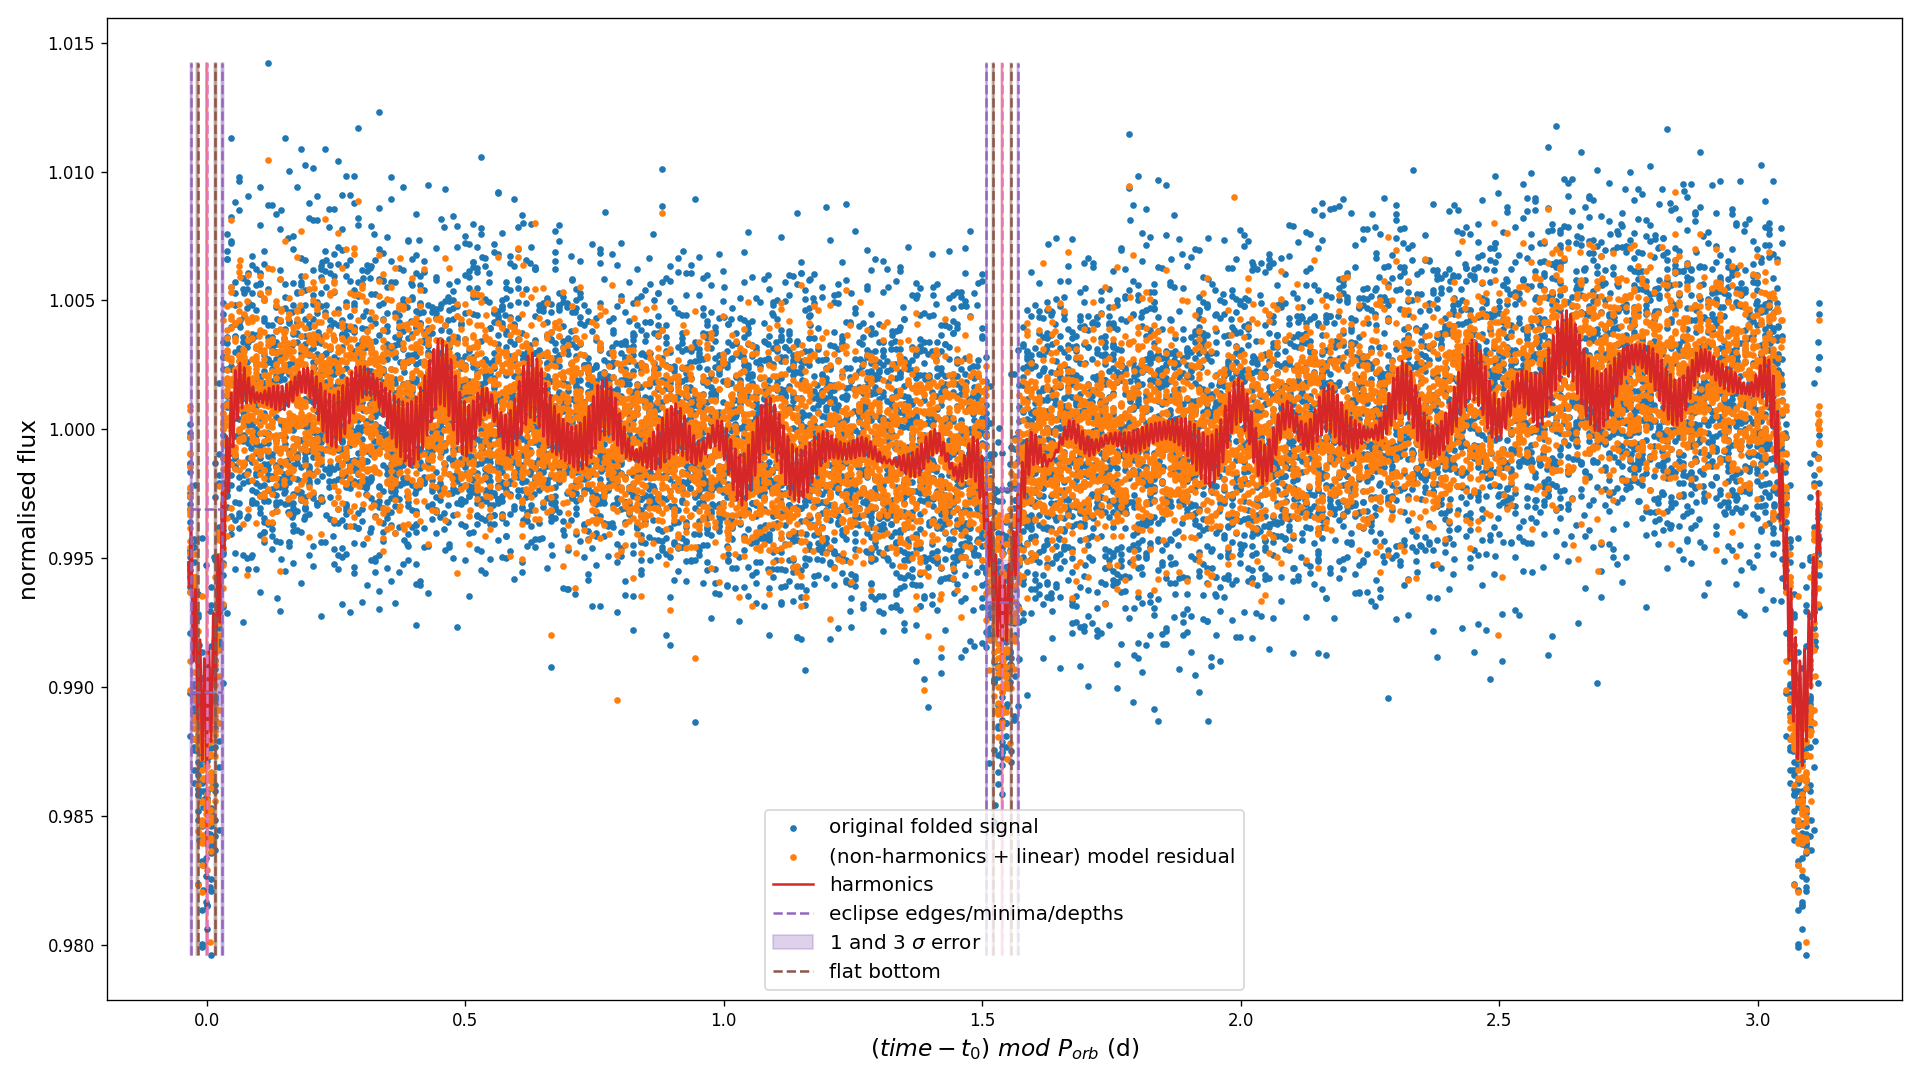 normalised flux
1.015
1.010
1.005
1.000
0.995
0.990
0.985
0.980
original folded signal
(non-harmonics + linear) model residual
harmonics
eclipse edges/minima/depths
1 and 3 σ error
flat bottom
0.0 0.5 1.0 1.5 2.0 2.5 3.0
(time − t₀) mod Pₒᵣb (d)